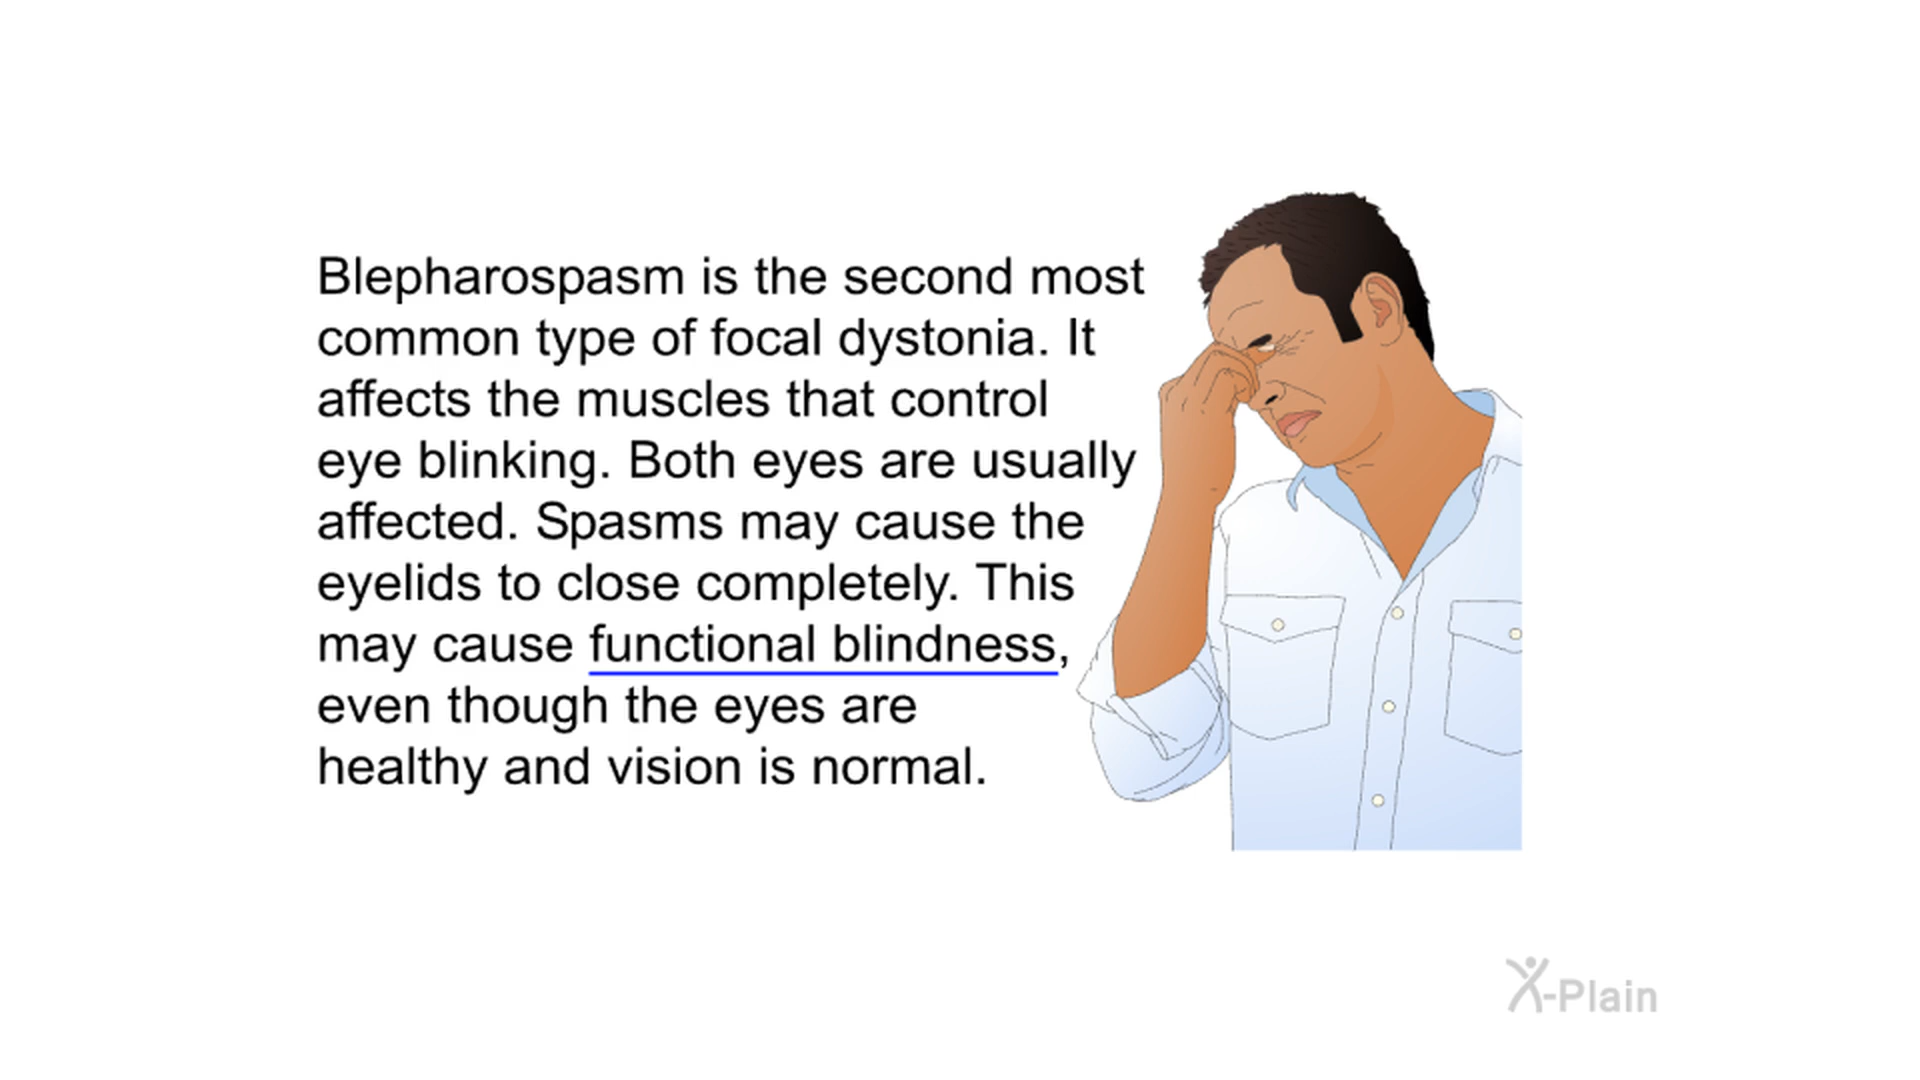 Blepharospasm is the second most
common type of focal dystonia. It
affects the muscles that control
eye blinking. Both eyes are usually
affected. Spasms may cause the
eyelids to close completely. This
may cause functional blindness,
even though the eyes are
healthy and vision is normal.
X-Plain